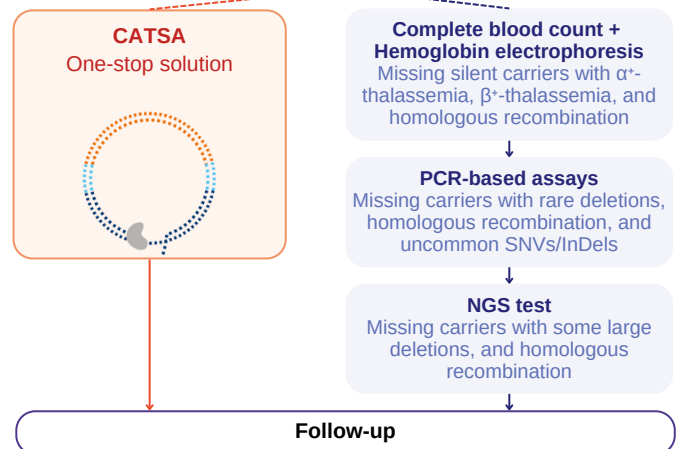 CATSA
One-stop solution
Complete blood count +
Hemoglobin electrophoresis
Missing silent carriers with α⁺-
thalassemia, β⁺-thalassemia, and
homologous recombination
PCR-based assays
Missing carriers with rare deletions,
homologous recombination, and
uncommon SNVs/InDels
NGS test
Missing carriers with some large
deletions, and homologous
recombination
Follow-up